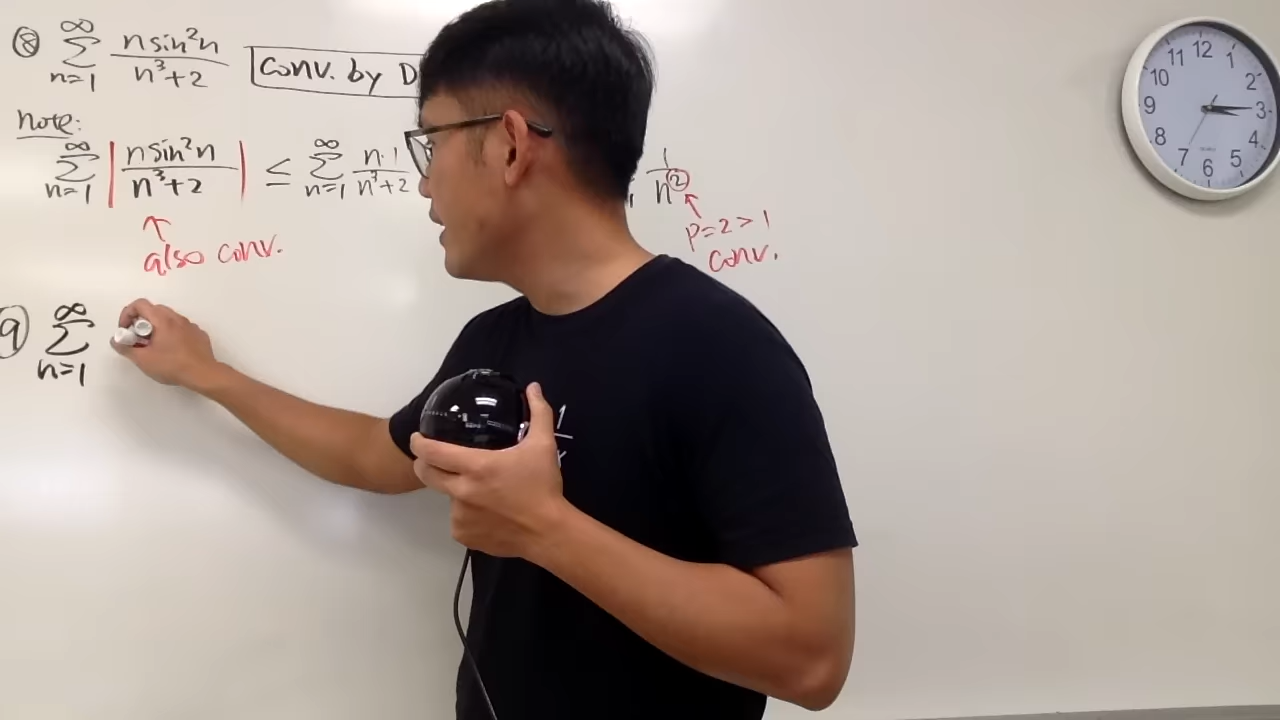 ⑧ ∞ Σ n=1 n sin²n / n³+2 Conv. by D
note:
∞ Σ n=1 | n sin²n / n³+2 | ≤ ∞ Σ n=1 n·1 / n³+2 1 / n²
↑ also conv.
↑ p=2>1
conv.
⑨ ∞ Σ n=1
1
12 1 2 3 4 5 6 7 8 9 10 11